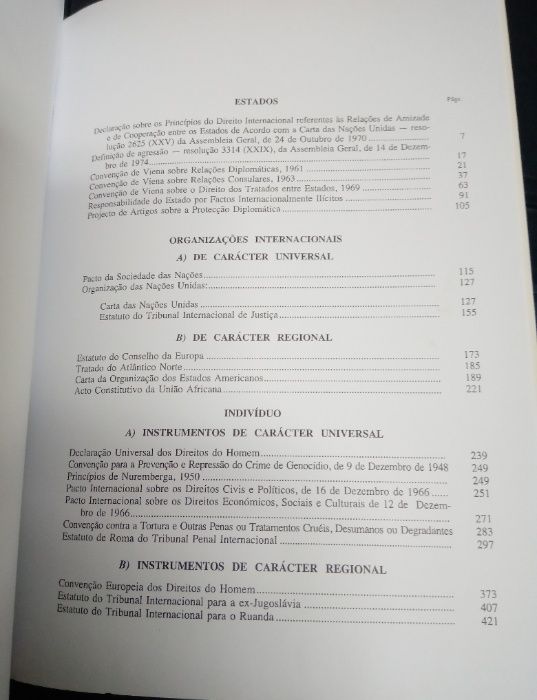 ESTADOS
Págs.
Declaração sobre os Princípios do Direito Internacional referentes às Relações de Amizade
e de Cooperação entre os Estados de Acordo com a Carta das Nações Unidas — reso-
lução 2625 (XXV) da Assembleia Geral, de 24 de Outubro de 1970 ........ 7
Definição de agressão — resolução 3314 (XXIX), da Assembleia Geral, de 14 de Dezem-
bro de 1974 ........ 17
Convenção de Viena sobre Relações Diplomáticas, 1961 ........ 21
Convenção de Viena sobre Relações Consulares, 1963 ........ 37
Convenção de Viena sobre o Direito dos Tratados entre Estados, 1969 ........ 63
Responsabilidade do Estado por Factos Internacionalmente Ilícitos ........ 91
Projecto de Artigos sobre a Protecção Diplomática ........ 105
ORGANIZAÇÕES INTERNACIONAIS
A) DE CARÁCTER UNIVERSAL
Pacto da Sociedade das Nações ........ 115
Organização das Nações Unidas: ........ 127
Carta das Nações Unidas ........ 127
Estatuto do Tribunal Internacional de Justiça ........ 155
B) DE CARÁCTER REGIONAL
Estatuto do Conselho da Europa ........ 173
Tratado do Atlântico Norte ........ 185
Carta da Organização dos Estados Americanos ........ 189
Acto Constitutivo da União Africana ........ 221
INDIVÍDUO
A) INSTRUMENTOS DE CARÁCTER UNIVERSAL
Declaração Universal dos Direitos do Homem ........ 239
Convenção para a Prevenção e Repressão do Crime de Genocídio, de 9 de Dezembro de 1948 249
Princípios de Nuremberga, 1950 ........ 249
Pacto Internacional sobre os Direitos Civis e Políticos, de 16 de Dezembro de 1966 ...... 251
Pacto Internacional sobre os Direitos Económicos, Sociais e Culturais de 12 de Dezem-
bro de 1966 ........ 271
Convenção contra a Tortura e Outras Penas ou Tratamentos Cruéis, Desumanos ou Degradantes 283
Estatuto de Roma do Tribunal Penal Internacional ........ 297
B) INSTRUMENTOS DE CARÁCTER REGIONAL
Convenção Europeia dos Direitos do Homem ........ 373
Estatuto do Tribunal Internacional para a ex-Jugoslávia ........ 407
Estatuto do Tribunal Internacional para o Ruanda ........ 421